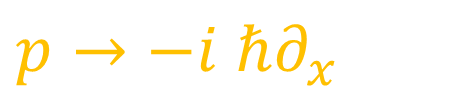 p → −i ℏ∂ₓ